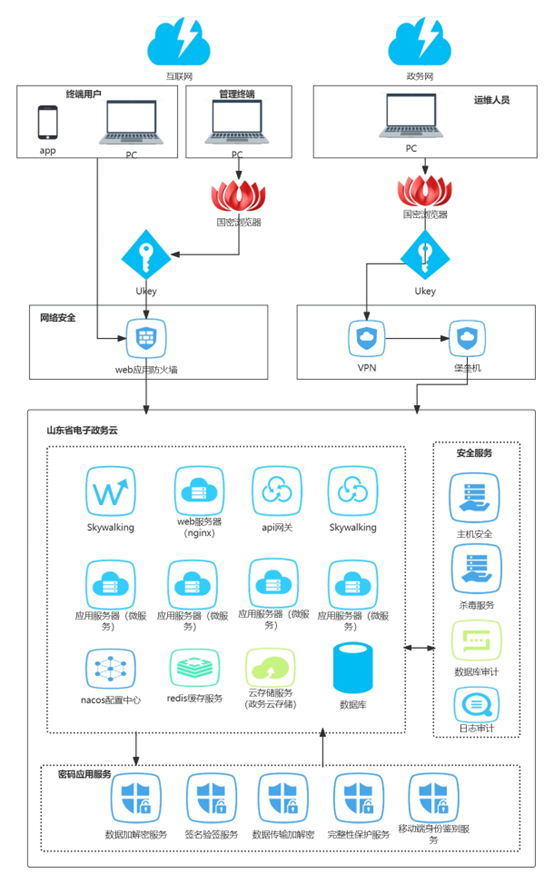 互联网
政务网
终端用户
管理终端
运维人员
app
PC
PC
PC
国密浏览器
国密浏览器
Ukey
Ukey
网络安全
web应用防火墙
VPN
堡垒机
山东省电子政务云
安全服务
Skywalking
web服务器
(nginx)
api网关
Skywalking
主机安全
应用服务器（微服
务）
应用服务器（微服
务）
应用服务器（微服
务）
应用服务器（微服
务）
杀毒服务
nacos配置中心
redis缓存服务
云存储服务
(政务云存储)
数据库
数据库审计
日志审计
密码应用服务
数据加解密服务
签名验签服务
数据传输加解密
完整性保护服务
移动端身份鉴别服
务